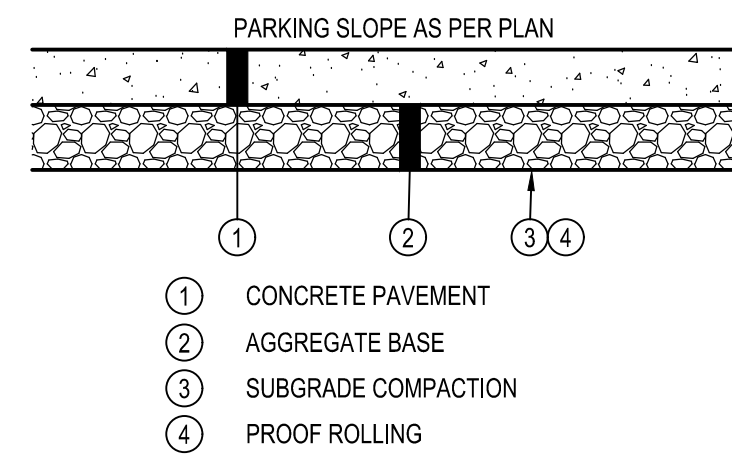 PARKING SLOPE AS PER PLAN
1 2 3 4
1 CONCRETE PAVEMENT
2 AGGREGATE BASE
3 SUBGRADE COMPACTION
4 PROOF ROLLING